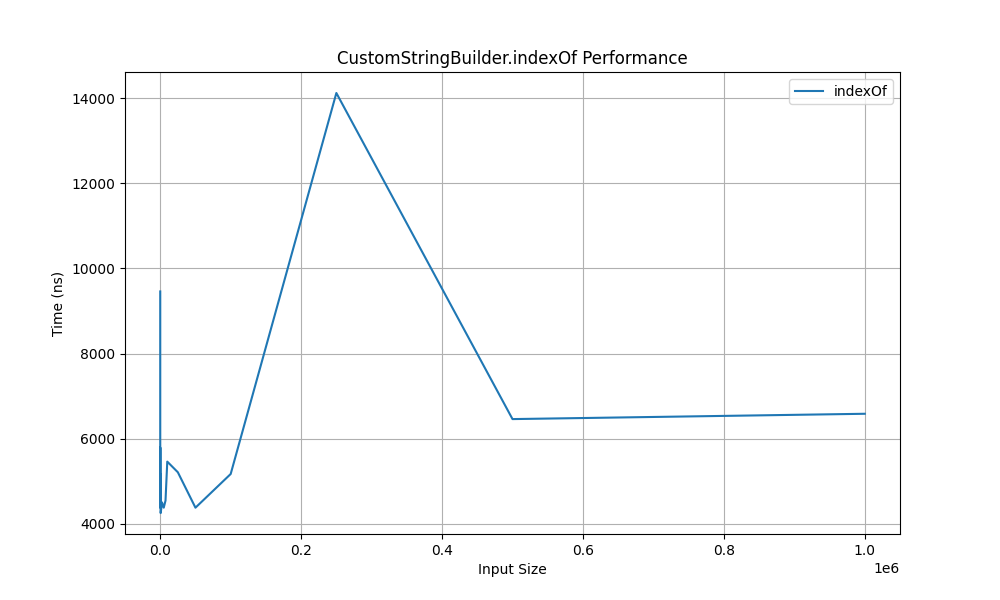 CustomStringBuilder.indexOf Performance
indexOf
Time (ns)
14000
12000
10000
8000
6000
4000
0.0 0.2 0.4 0.6 0.8 1.0
1e6
Input Size